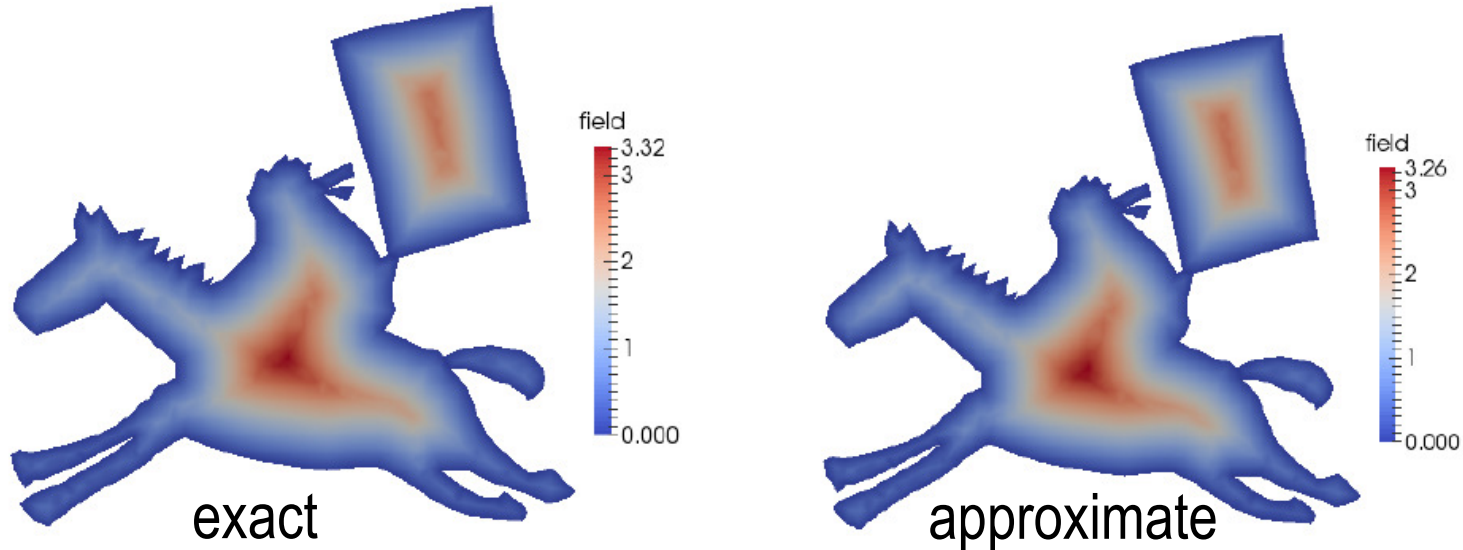 field
3.32
3
2
1
0.000
exact
field
3.26
3
2
1
0.000
approximate